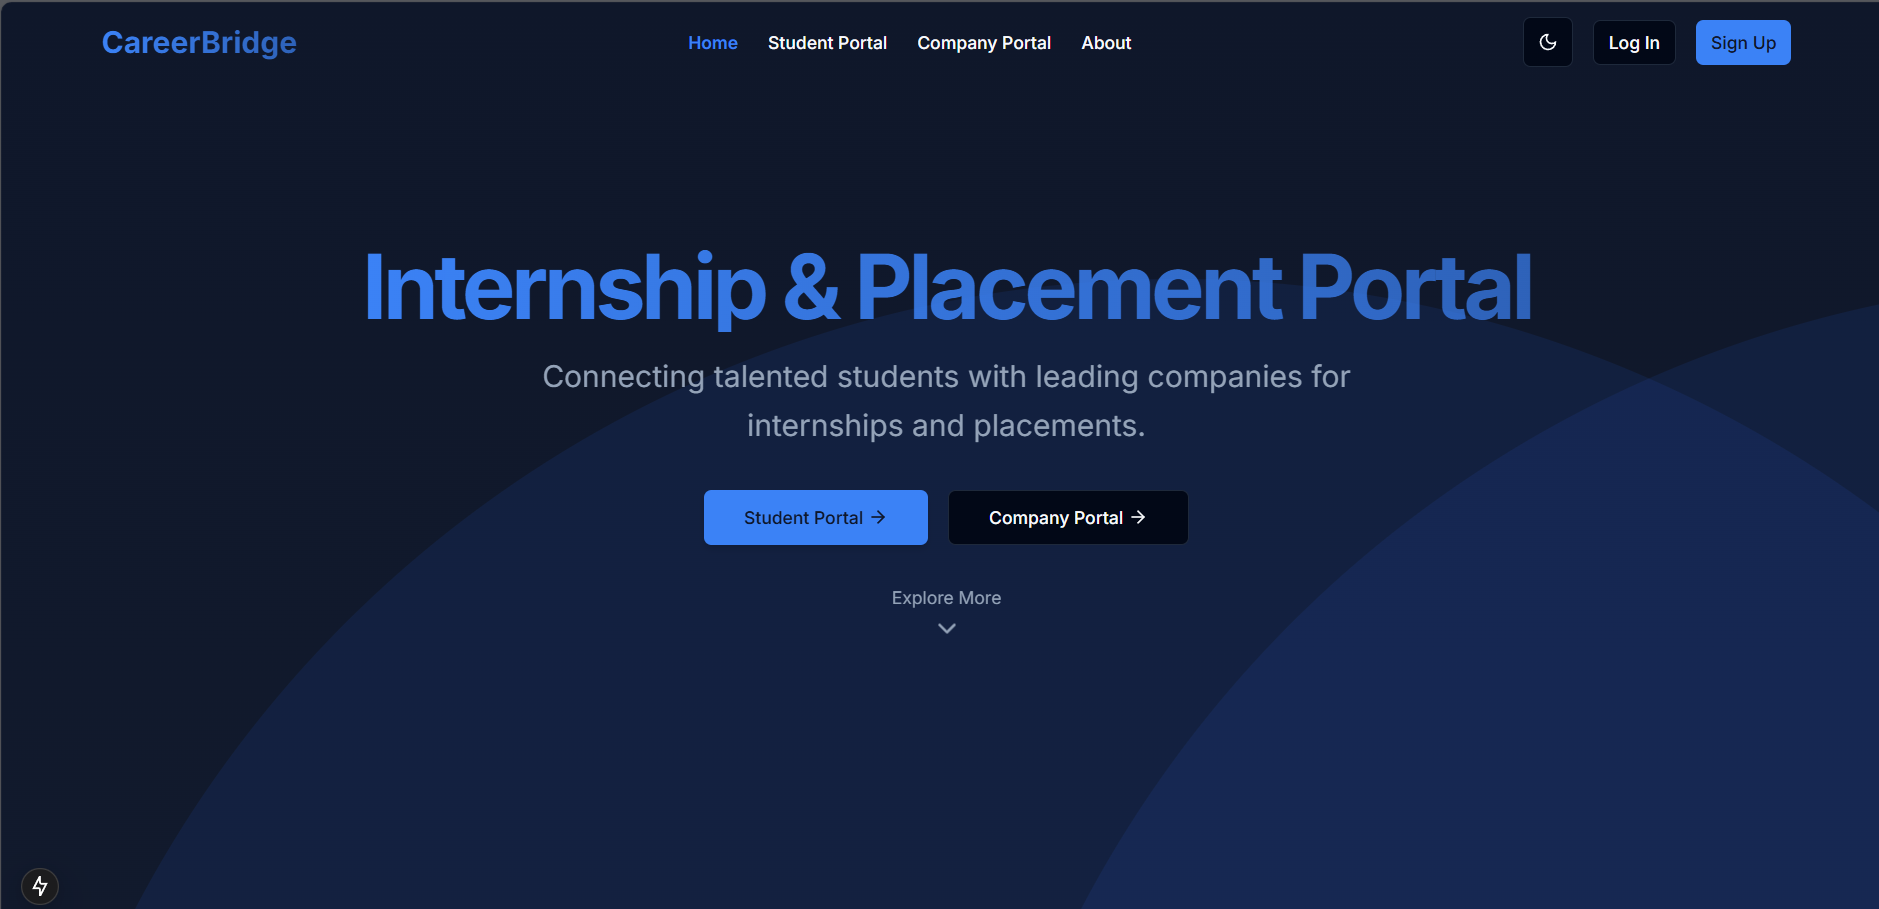 CareerBridge
Home
Student Portal
Company Portal
About
Log In
Sign Up
Internship & Placement Portal
Connecting talented students with leading companies for
internships and placements.
Student Portal →
Company Portal →
Explore More